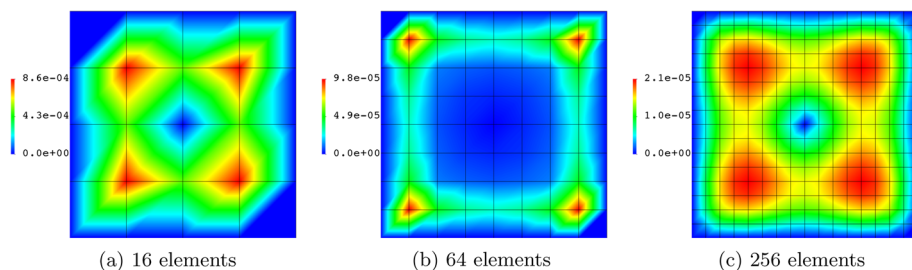 8.6e-04
4.3e-04
0.0e+00
(a) 16 elements
9.8e-05
4.9e-05
0.0e+00
(b) 64 elements
2.1e-05
1.0e-05
0.0e+00
(c) 256 elements